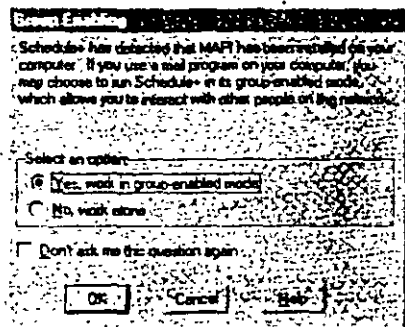 Group Enabling
Schedule+ has detected that MAPI has been installed on your
computer. If you use a mail program on your computer, you
may choose to run Schedule+ in its group-enabled mode,
which allows you to interact with other people on the network.
Select an option:
Yes, work in group-enabled mode
No, work alone
Don't ask me this question again
OK Cancel Help